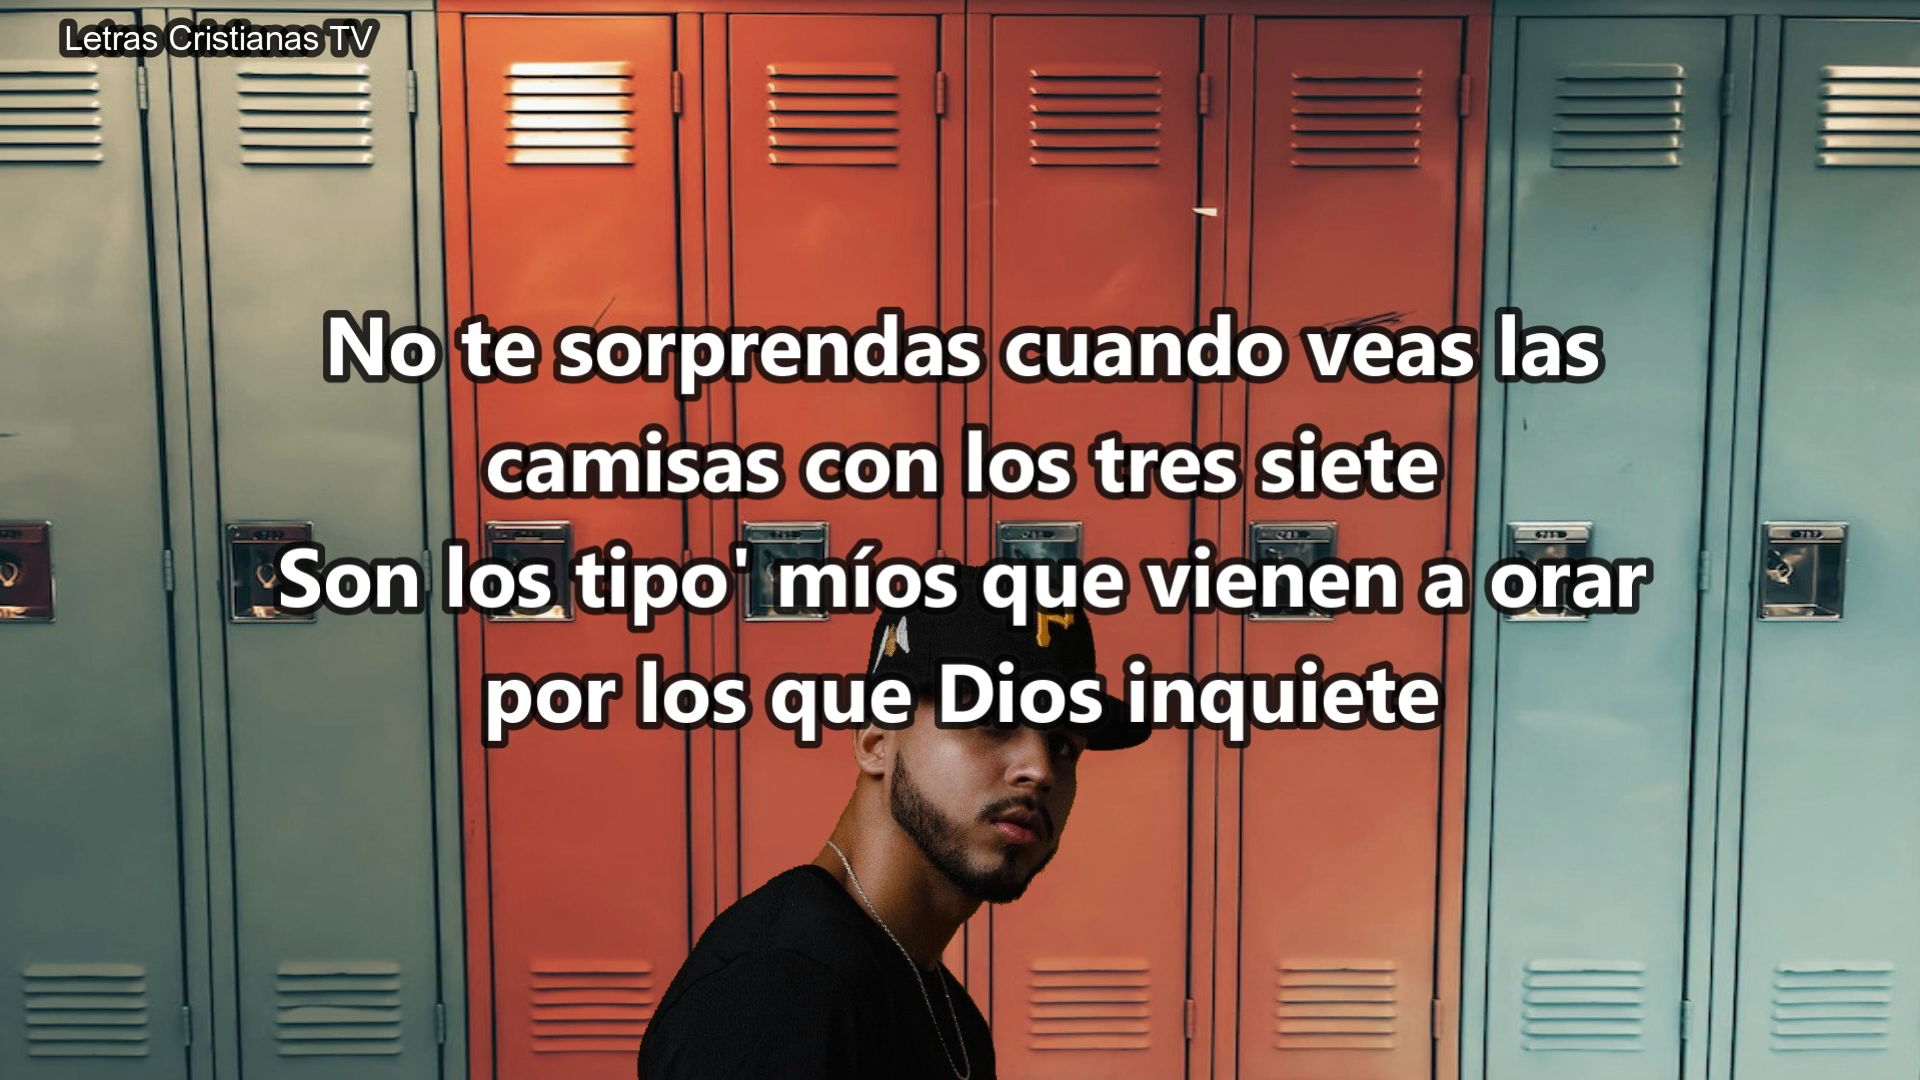 Letras Cristianas TV
No te sorprendas cuando veas las
camisas con los tres siete
Son los tipo' míos que vienen a orar
por los que Dios inquiete